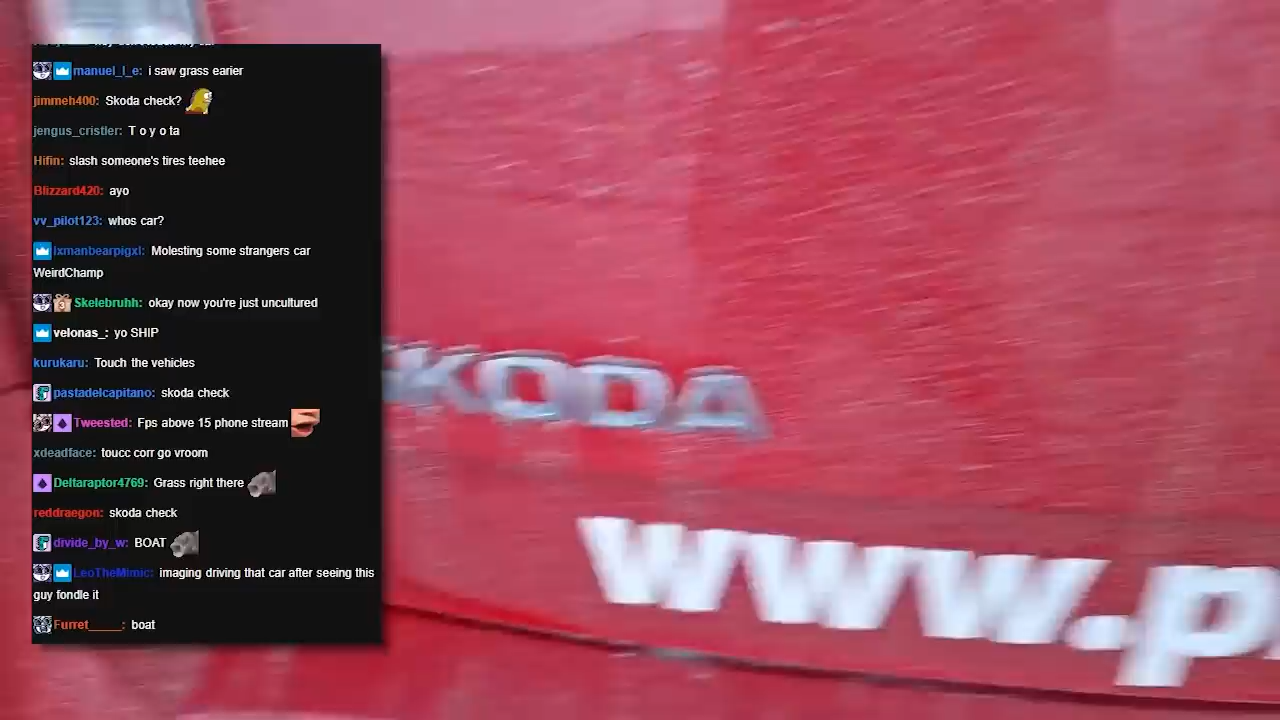 manuel_l_e: i saw grass earier
jimmeh400: Skoda check?
jengus_cristler: T o y o ta
Hifin: slash someone's tires teehee
Blizzard420: ayo
vv_pilot123: whos car?
lxmanbearpigxl: Molesting some strangers car
WeirdChamp
Skelebruhh: okay now you're just uncultured
velonas_: yo SHIP
kurukaru: Touch the vehicles
pastadelcapitano: skoda check
Tweested: Fps above 15 phone stream
xdeadface: toucc corr go vroom
Deltaraptor4769: Grass right there
reddraegon: skoda check
divide_by_w: BOAT
LeoTheMimic: imaging driving that car after seeing this
guy fondle it
Furret_____: boat
SKODA
www.p